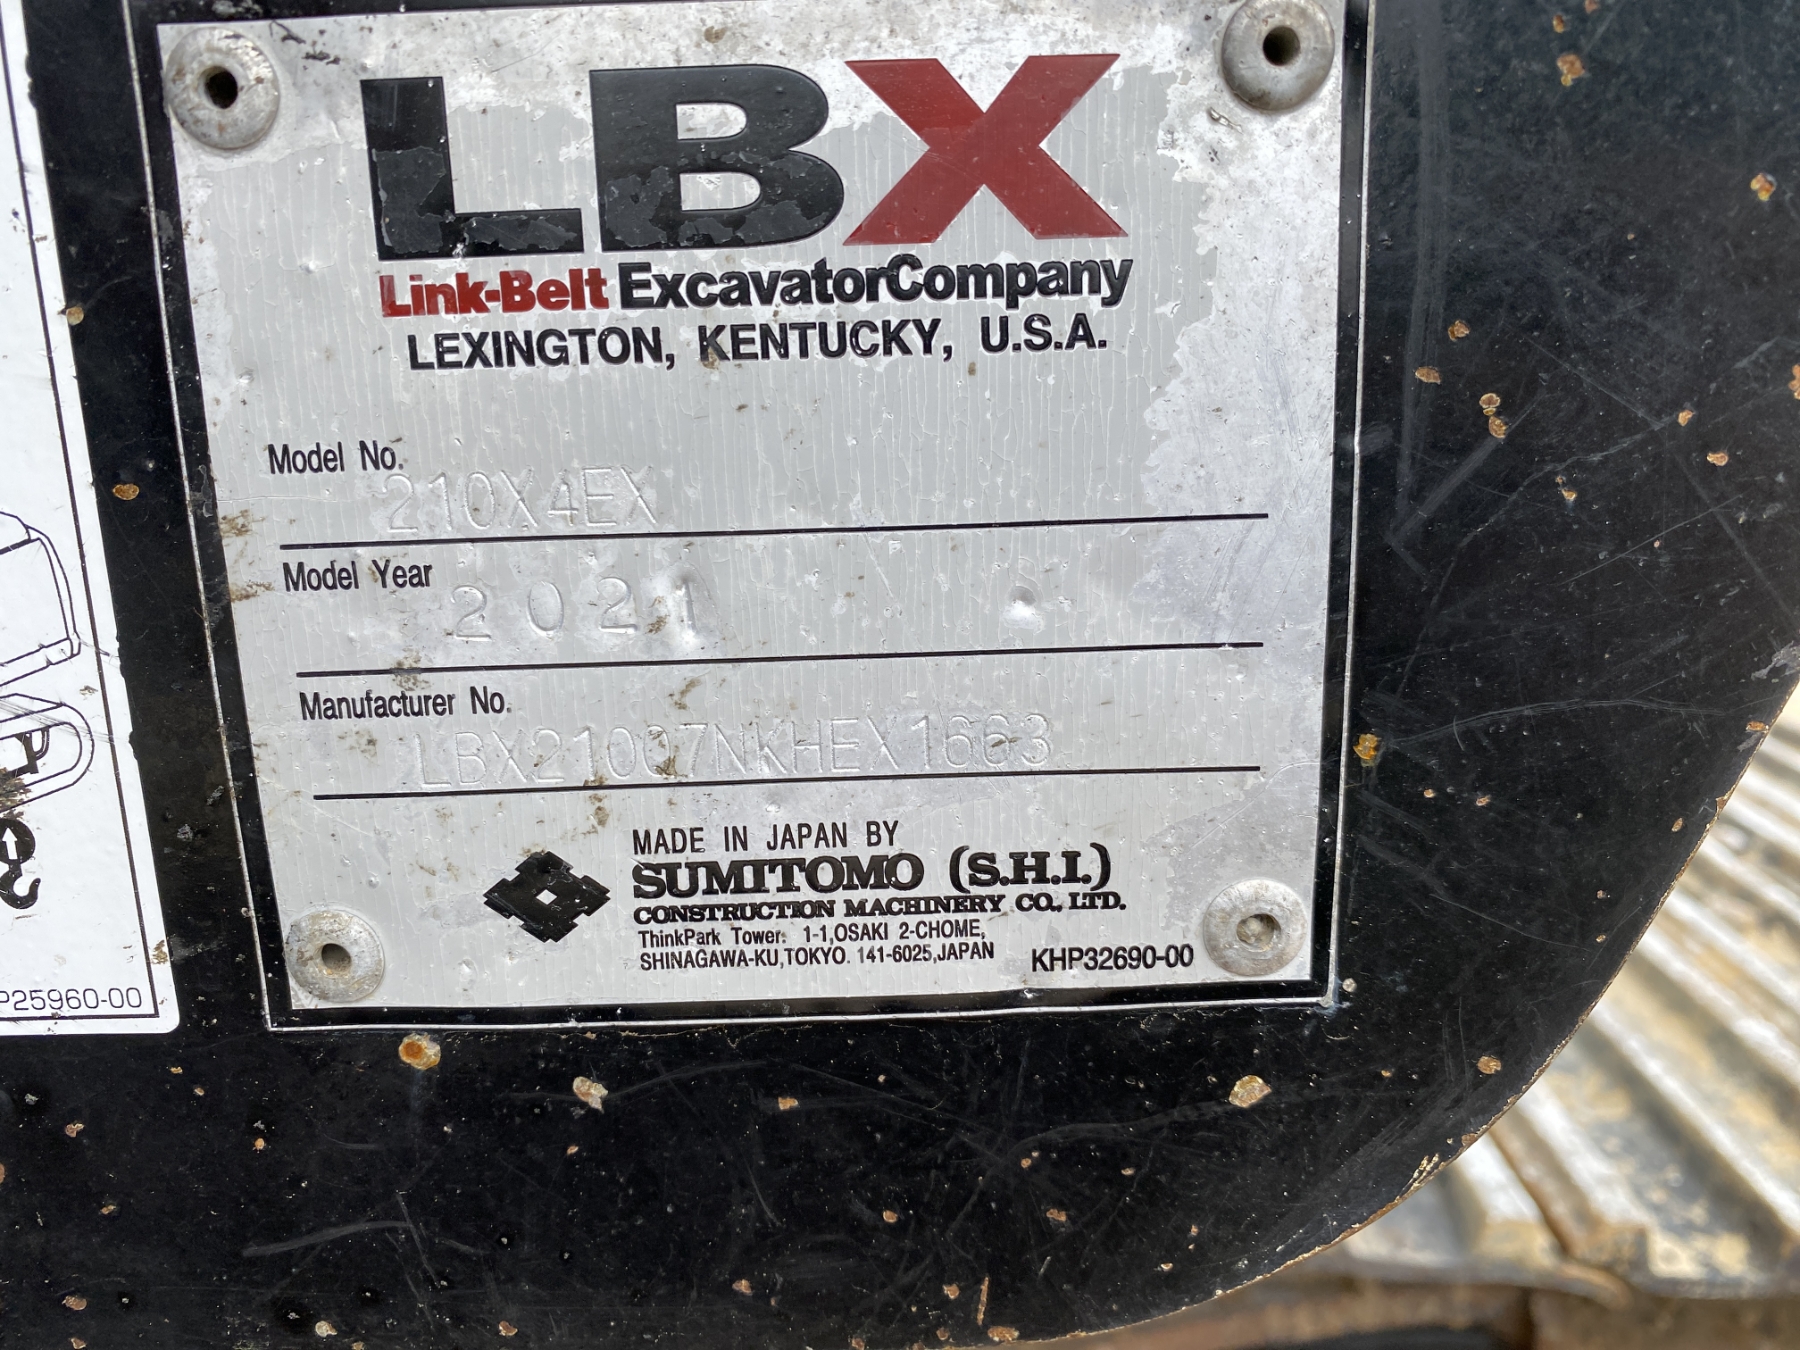 LBX
Link-Belt ExcavatorCompany
LEXINGTON, KENTUCKY, U.S.A.
Model No.
210X4EX
Model Year
2021
Manufacturer No.
LBX210Q7NKHEX1663
MADE IN JAPAN BY
SUMITOMO (S.H.I.)
CONSTRUCTION MACHINERY CO., LTD.
ThinkPark Tower. 1-1,OSAKI 2-CHOME,
SHINAGAWA-KU,TOKYO. 141-6025,JAPAN
KHP32690-00
P25960-00